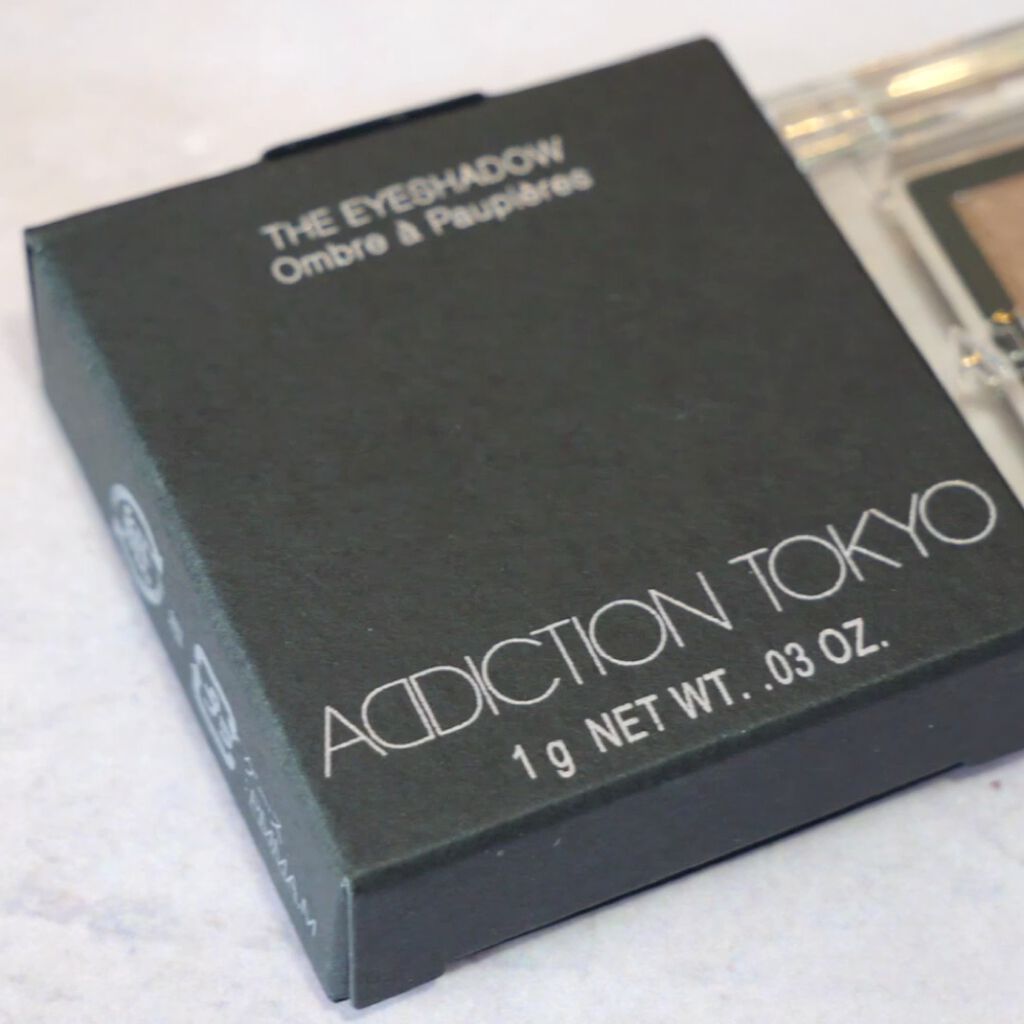 THE EYESHADOW
Ombre à Paupières
ADDICTION TOKYO
1 g NET WT. .03 OZ.